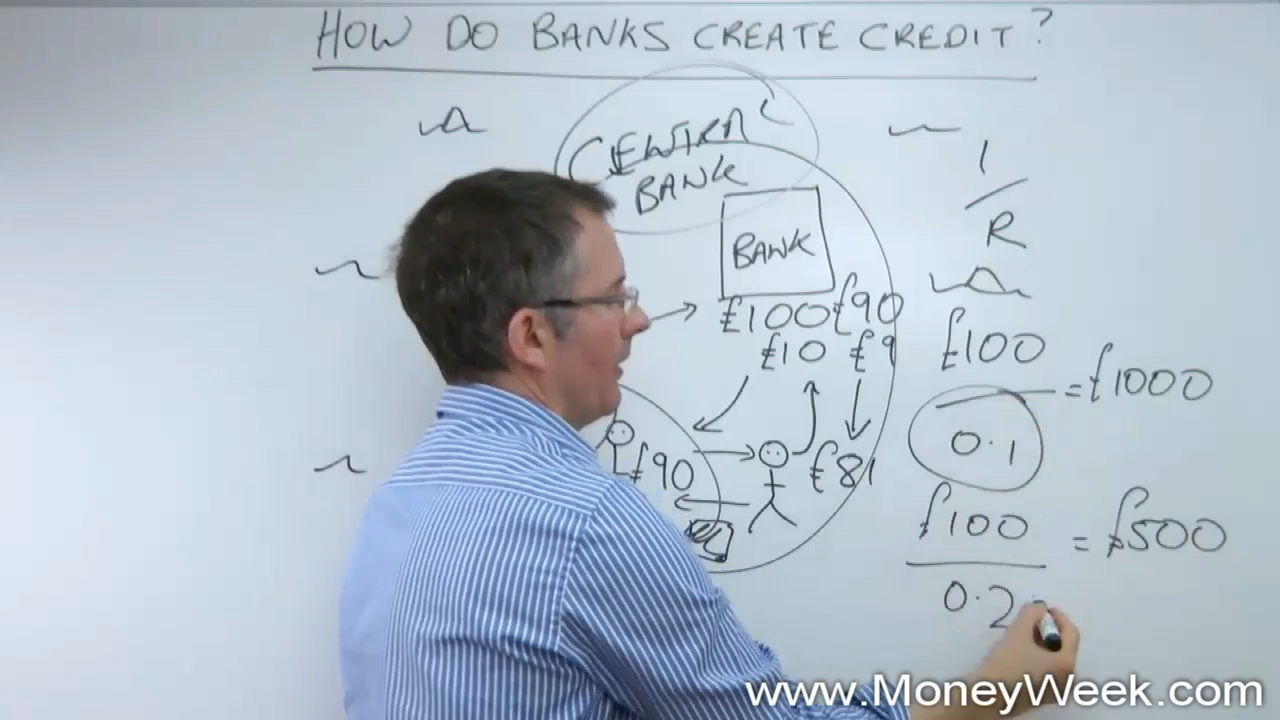 HOW DO BANKS CREATE CREDIT?
CENTRAL
BANK
BANK
£100 £90
£10 £9
£90
£81
1
/
R
£100
0.1
= £1000
£100
0.2
= £500
www.MoneyWeek.com